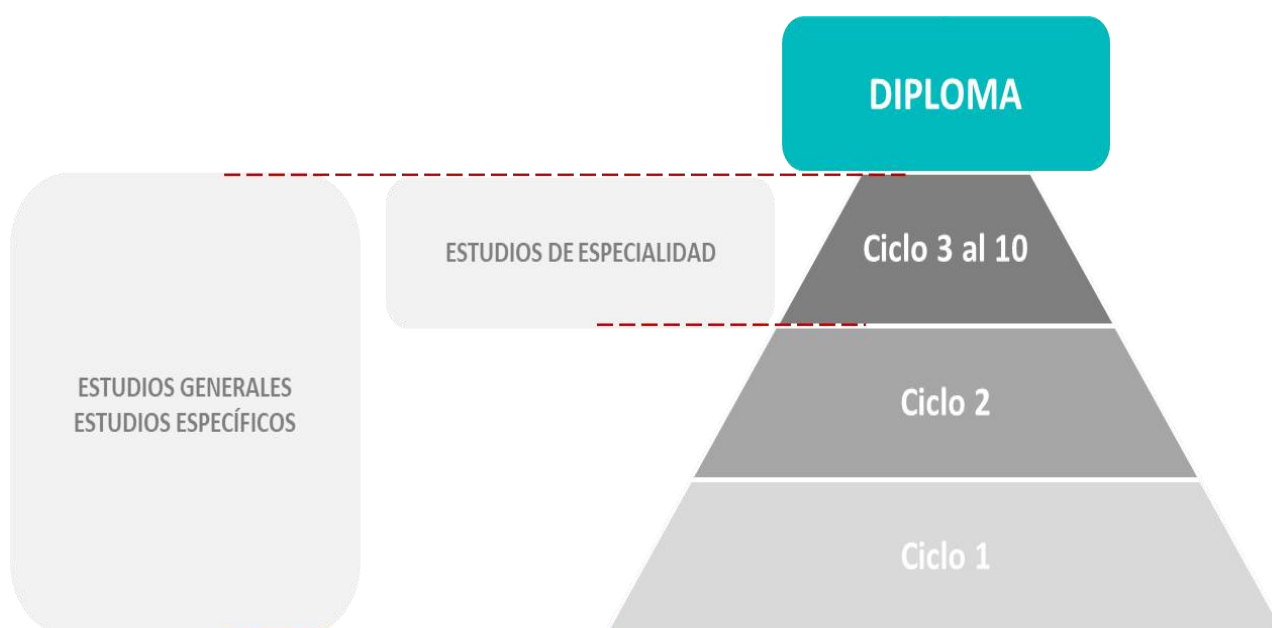 DIPLOMA
ESTUDIOS DE ESPECIALIDAD
Ciclo 3 al 10
ESTUDIOS GENERALES
ESTUDIOS ESPECÍFICOS
Ciclo 2
Ciclo 1